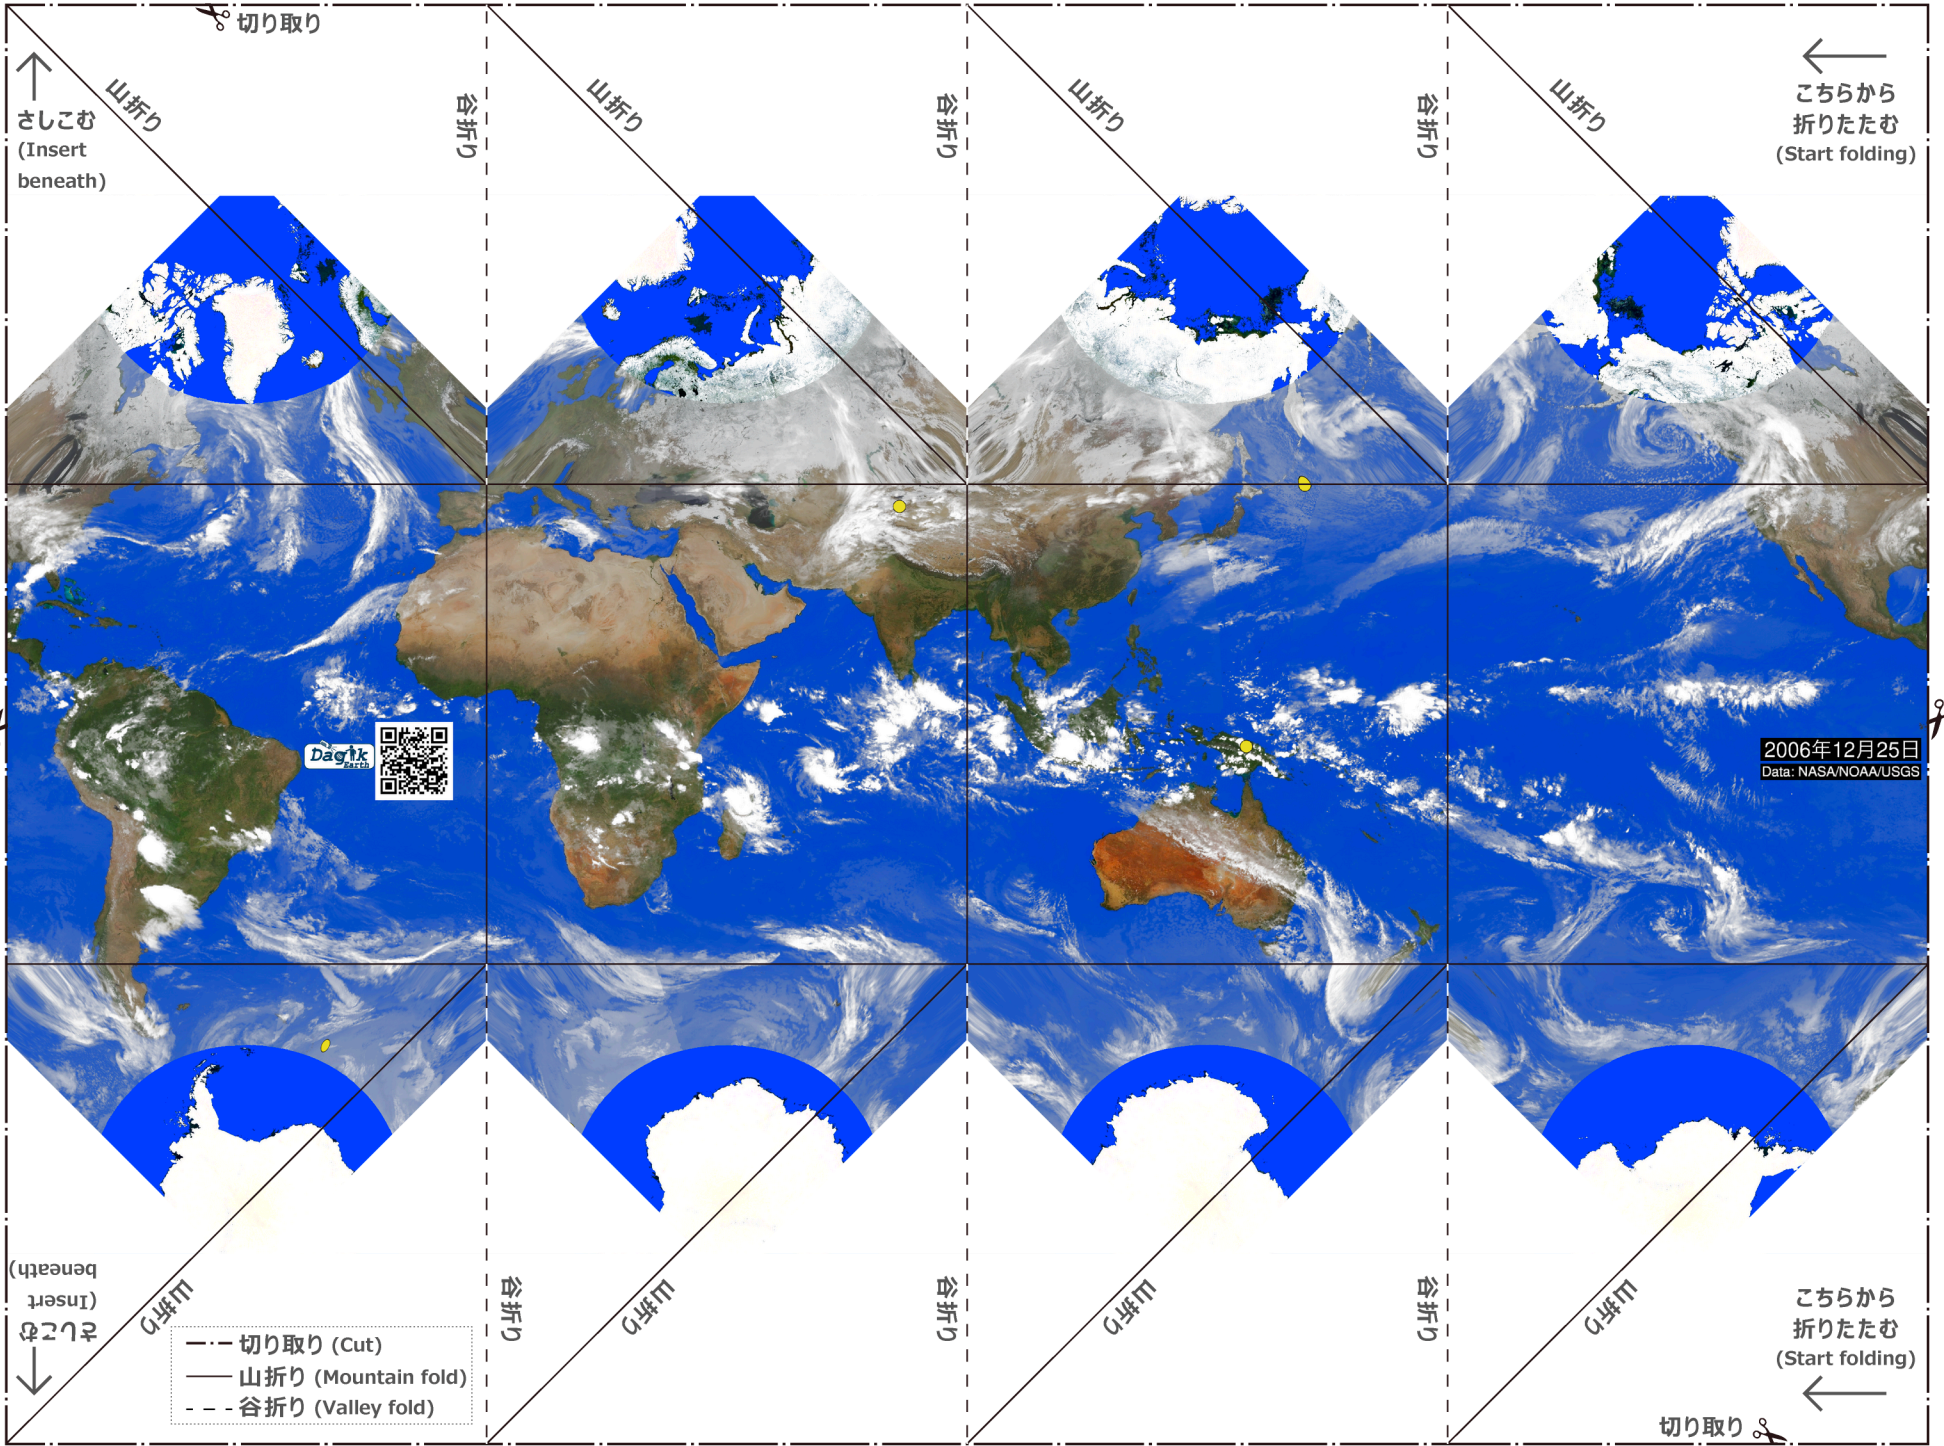 切り取り
山折り
谷折り
山折り
谷折り
山折り
谷折り
山折り
さしこむ
(Insert
beneath)
こちらから
折りたたむ
(Start folding)
Dagik
Earth
2006年12月25日
Data: NASA/NOAA/USGS
さしこむ
(Insert
beneath)
山折り
谷折り
山折り
谷折り
山折り
谷折り
山折り
切り取り (Cut)
山折り (Mountain fold)
谷折り (Valley fold)
こちらから
折りたたむ
(Start folding)
切り取り